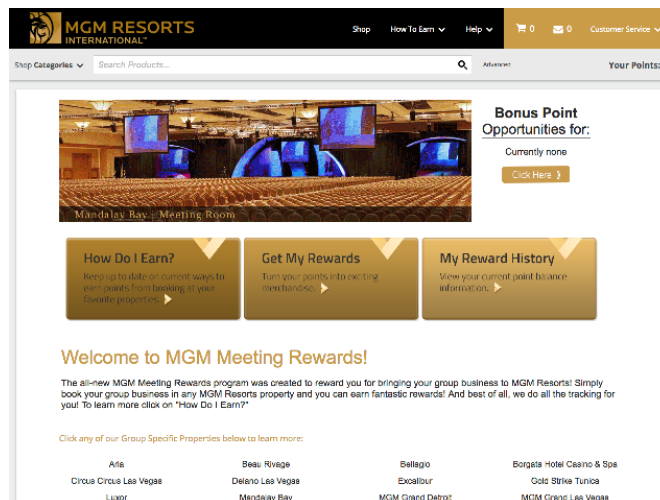 MGM RESORTS
INTERNATIONAL™
Shop How To Earn Help 0 0 Customer Service
Shop Categories Search Products... Advanced Your Points:
Bonus Point
Opportunities for:
Currently none
Click Here
Mandalay Bay | Meeting Room
How Do I Earn?
Keep up to date on current ways to
earn points from booking at your
favorite properties.
Get My Rewards
Turn your points into exciting
merchandise.
My Reward History
View your current point balance
information.
Welcome to MGM Meeting Rewards!
The all-new MGM Meeting Rewards program was created to reward you for bringing your group business to MGM Resorts! Simply
book your group business in any MGM Resorts property and you can earn fantastic rewards! And best of all, we do all the tracking for
you! To learn more click on "How Do I Earn?"
Click any of our Group Specific Properties below to learn more:
Aria Beau Rivage Bellagio Borgata Hotel Casino & Spa
Circus Circus Las Vegas Delano Las Vegas Excalibur Gold Strike Tunica
Luxor Mandalay Bay MGM Grand Detroit MGM Grand Las Vegas